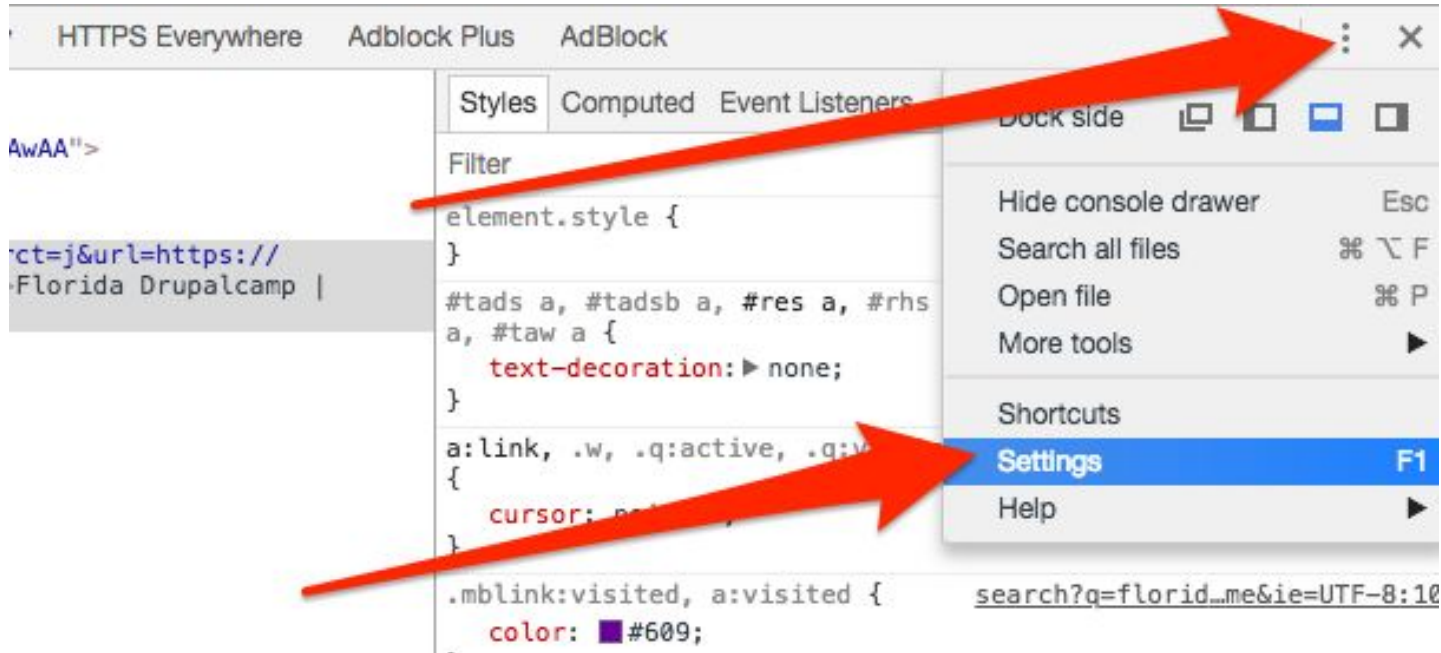 HTTPS Everywhere Adblock Plus AdBlock
AwAA">
rct=j&url=https://
Florida Drupalcamp |
Styles Computed Event Listeners
Filter
element.style {
}
#tads a, #tadsb a, #res a, #rhs
a, #taw a {
text-decoration: none;
}
a:link, .w, .q:active,
{
cursor:
}
.mblink:visited, a:visited {
color: #609;
search?q=florid…me&ie=UTF-8:10
Dock side
Hide console drawer Esc
Search all files ⌘ ⌥ F
Open file ⌘ P
More tools ▶
Shortcuts
Settings F1
Help ▶